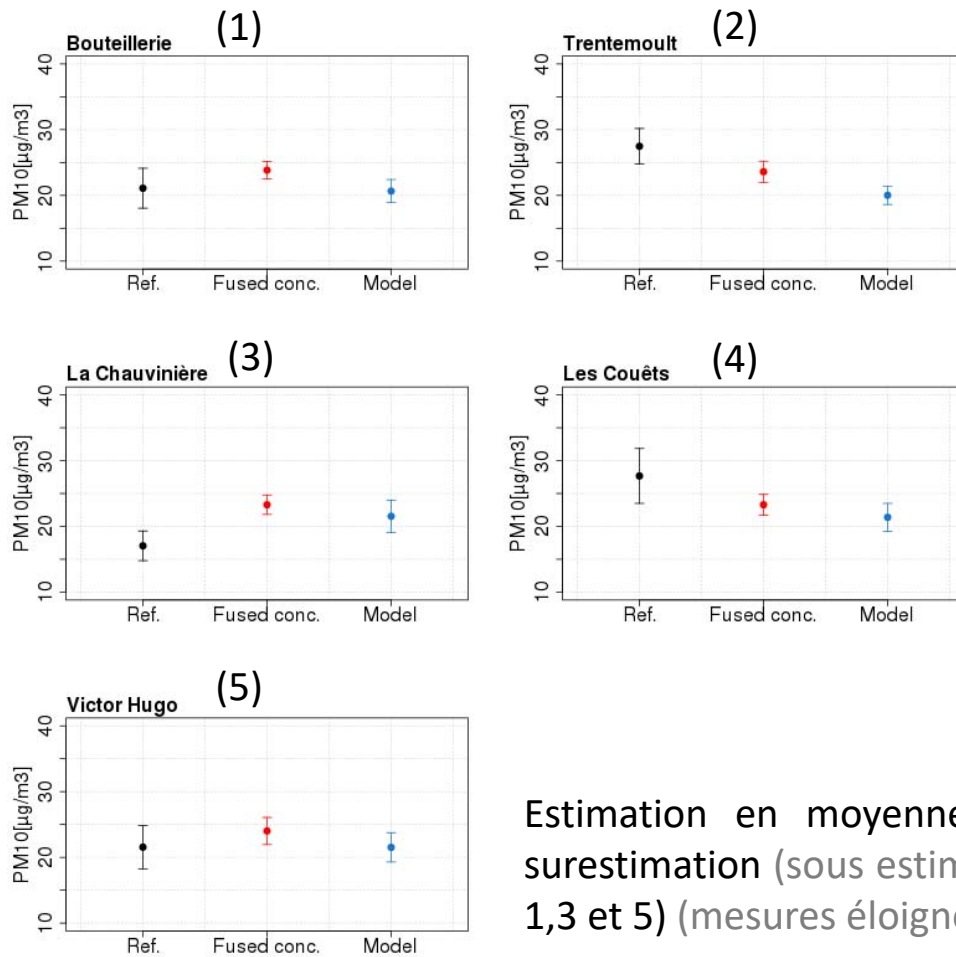 (1)
Bouteillerie
PM10[µg/m3]
40
30
20
10
Ref. Fused conc. Model
(2)
Trentemoult
PM10[µg/m3]
40
30
20
10
Ref. Fused conc. Model
(3)
La Chauvinière
PM10[µg/m3]
40
30
20
10
Ref. Fused conc. Model
(4)
Les Couêts
PM10[µg/m3]
40
30
20
10
Ref. Fused conc. Model
(5)
Victor Hugo
PM10[µg/m3]
40
30
20
10
Ref. Fused conc. Model
Estimation en moyenne
surestimation (sous estim
1,3 et 5) (mesures éloigne